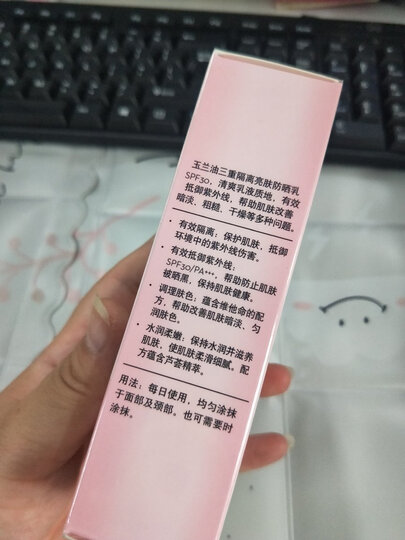 玉兰油三重隔离亮肤防晒乳
SPF30，清爽乳液质地，有效
抵御紫外线，帮助肌肤改善
暗淡、粗糙、干燥等多种问题。
• 有效隔离：保护肌肤，抵御
环境中的紫外线伤害。
• 有效抵御紫外线：
SPF30/PA+++，帮助防止肌肤
被晒黑，保持肌肤健康。
• 调理肤色：蕴含维他命的配
方，帮助改善肌肤暗淡、匀
润肤色。
• 水润柔嫩：保持水润并滋养
肌肤，使肌肤柔滑细腻。配
方蕴含芦荟精萃。
用法：每日使用，均匀涂抹
于面部及颈部。也可需要时
涂抹。